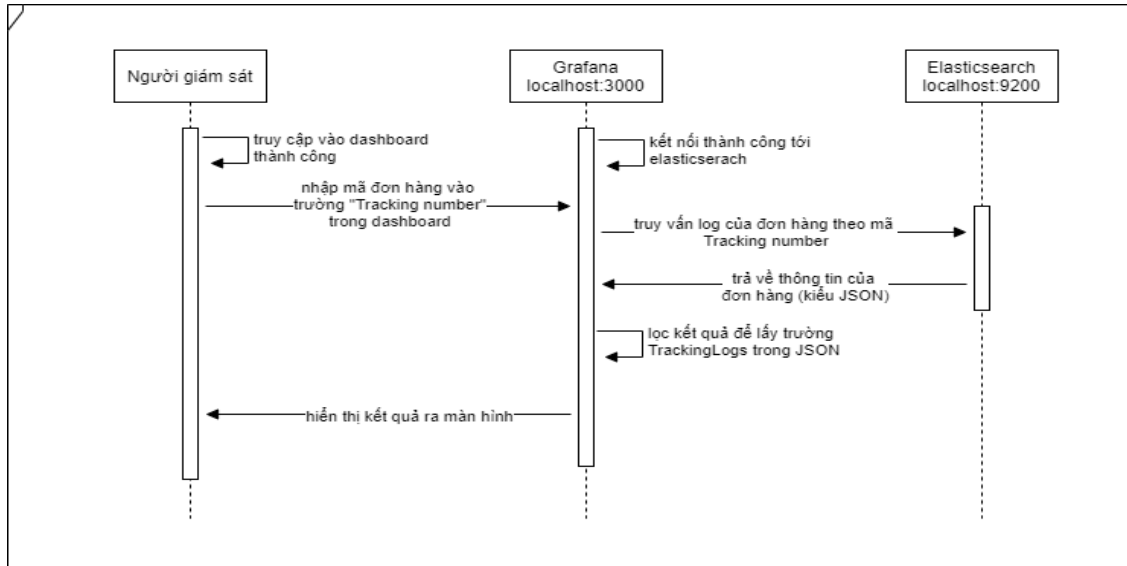 Người giám sát
Grafana
localhost:3000
Elasticsearch
localhost:9200
truy cập vào dashboard
thành công
kết nối thành công tới
elasticserach
nhập mã đơn hàng vào
trường "Tracking number"
trong dashboard
truy vấn log của đơn hàng theo mã
Tracking number
trả về thông tin của
đơn hàng (kiểu JSON)
lọc kết quả để lấy trường
TrackingLogs trong JSON
hiển thị kết quả ra màn hình